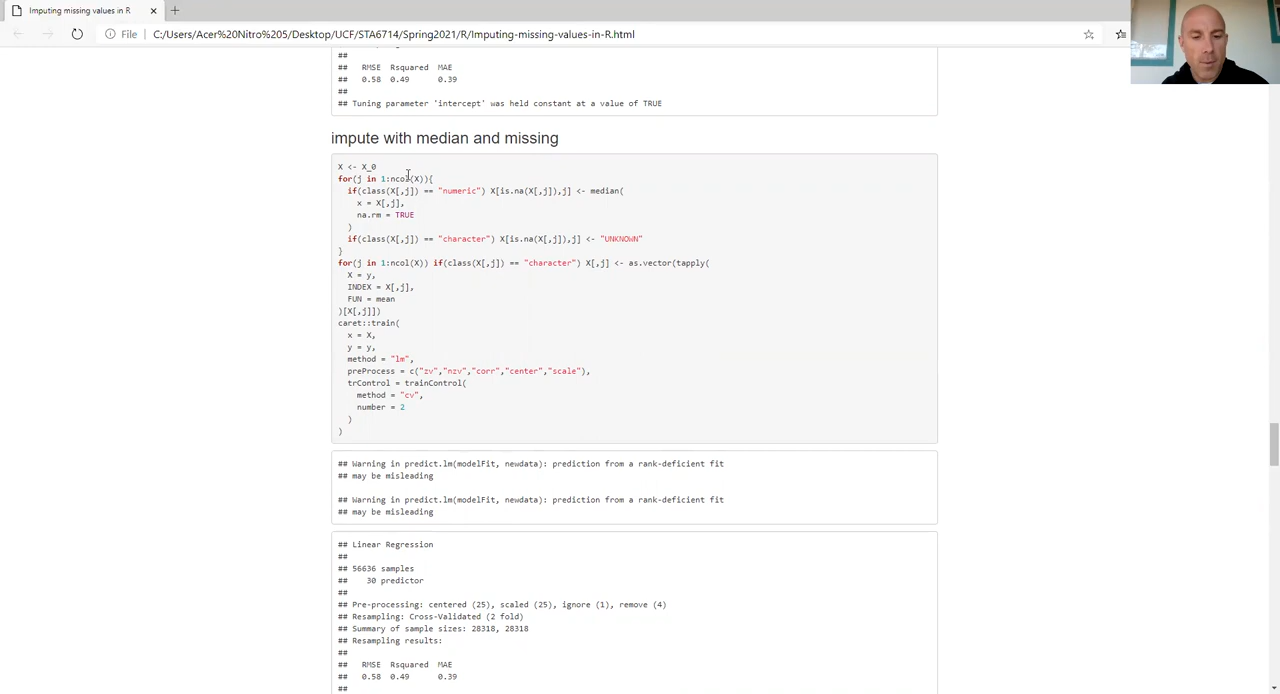 Imputing missing values in R
File C:/Users/Acer%20Nitro%205/Desktop/UCF/STA6714/Spring2021/R/Imputing-missing-values-in-R.html
##
## RMSE Rsquared MAE
## 0.58 0.49 0.39
##
## Tuning parameter 'intercept' was held constant at a value of TRUE
impute with median and missing
X <- X_0
for(j in 1:ncol(X)){
if(class(X[,j]) == "numeric") X[is.na(X[,j]),j] <- median(
x = X[,j],
na.rm = TRUE
)
if(class(X[,j]) == "character") X[is.na(X[,j]),j] <- "UNKNOWN"
}
for(j in 1:ncol(X)) if(class(X[,j]) == "character") X[,j] <- as.vector(tapply(
X = y,
INDEX = X[,j],
FUN = mean
)[X[,j]])
caret::train(
x = X,
y = y,
method = "lm",
preProcess = c("zv","nzv","corr","center","scale"),
trControl = trainControl(
method = "cv",
number = 2
)
)
## Warning in predict.lm(modelFit, newdata): prediction from a rank-deficient fit
## may be misleading
## Warning in predict.lm(modelFit, newdata): prediction from a rank-deficient fit
## may be misleading
## Linear Regression
##
## 56636 samples
## 30 predictor
##
## Pre-processing: centered (25), scaled (25), ignore (1), remove (4)
## Resampling: Cross-Validated (2 fold)
## Summary of sample sizes: 28318, 28318
## Resampling results:
##
## RMSE Rsquared MAE
## 0.58 0.49 0.39
##